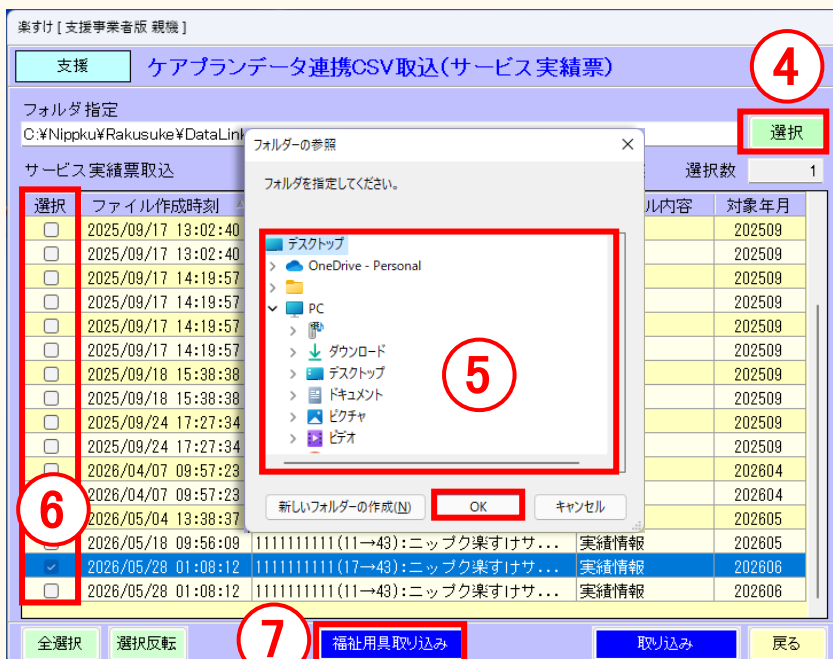 楽すけ [ 支援事業者版 親機 ]
支援 ケアプランデータ連携CSV取込(サービス実績票)
④
フォルダ指定
C:¥Nippku¥Rakusuke¥DataLink
選択
サービス実績票取込
選択数 1
選択 ファイル作成時刻 ル内容 対象年月
2025/09/17 13:02:40 202509
2025/09/17 13:02:40 202509
2025/09/17 14:19:57 202509
2025/09/17 14:19:57 202509
2025/09/17 14:19:57 202509
2025/09/17 14:19:57 202509
2025/09/18 15:38:38 202509
2025/09/18 15:38:38 202509
2025/09/24 17:27:34 202509
2025/09/24 17:27:34 202509
2026/04/07 09:57:23 202604
2026/04/07 09:57:23 202604
2026/05/04 13:38:37 202605
2026/05/18 09:56:09 1111111111(11→43):ニップク楽すけサ... 実績情報 202605
2026/05/28 01:08:12 1111111111(17→43):ニップク楽すけサ... 実績情報 202606
2026/05/28 01:08:12 1111111111(11→43):ニップク楽すけサ... 実績情報 202606
⑥
フォルダーの参照
フォルダを指定してください。
デスクトップ
OneDrive - Personal
PC
ダウンロード
デスクトップ
ドキュメント
ピクチャ
ビデオ
⑤
新しいフォルダーの作成(N) OK キャンセル
全選択 選択反転 ⑦ 福祉用具取り込み 取り込み 戻る